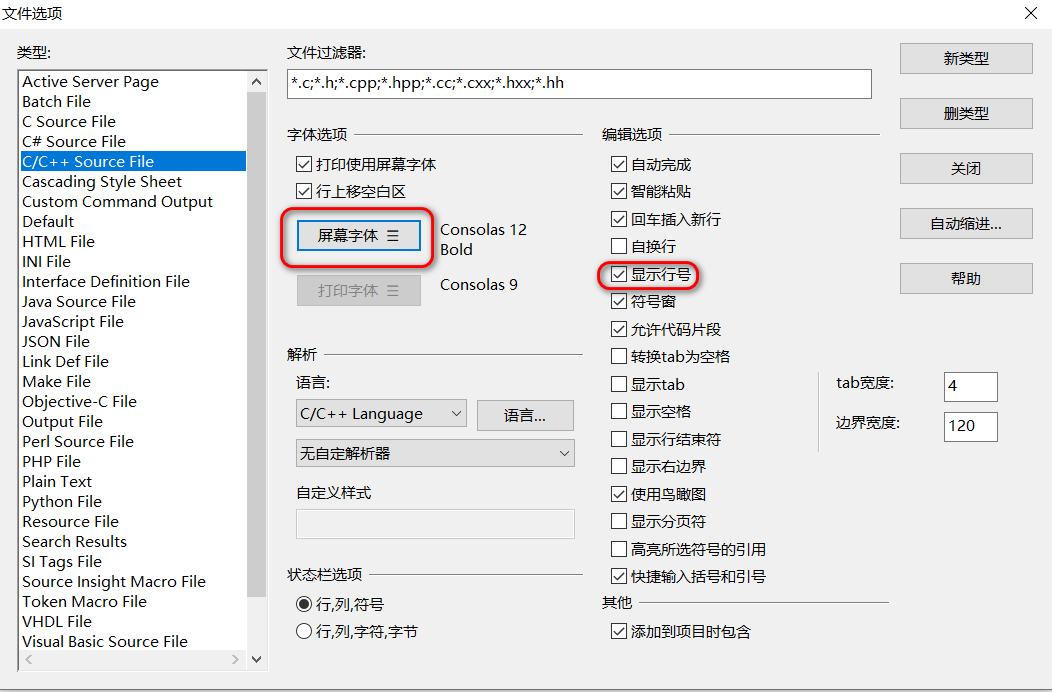 文件选项
类型:
Active Server Page
Batch File
C Source File
C# Source File
C/C++ Source File
Cascading Style Sheet
Custom Command Output
Default
HTML File
INI File
Interface Definition File
Java Source File
JavaScript File
JSON File
Link Def File
Make File
Objective-C File
Output File
Perl Source File
PHP File
Plain Text
Python File
Resource File
Search Results
SI Tags File
Source Insight Macro File
Token Macro File
VHDL File
Visual Basic Source File
文件过滤器:
*.c;*.h;*.cpp;*.hpp;*.cc;*.cxx;*.hxx;*.hh
字体选项
打印使用屏幕字体
行上移空白区
屏幕字体 ☰
Consolas 12
Bold
打印字体 ☰
Consolas 9
解析
语言:
C/C++ Language
语言...
无自定解析器
自定义样式
状态栏选项
行,列,符号
行,列,字符,字节
编辑选项
自动完成
智能粘贴
回车插入新行
自换行
显示行号
符号窗
允许代码片段
转换tab为空格
显示tab
显示空格
显示行结束符
显示右边界
使用鸟瞰图
显示分页符
高亮所选符号的引用
快捷输入括号和引号
其他
添加到项目时包含
tab宽度:
4
边界宽度:
120
新类型
删类型
关闭
自动缩进...
帮助